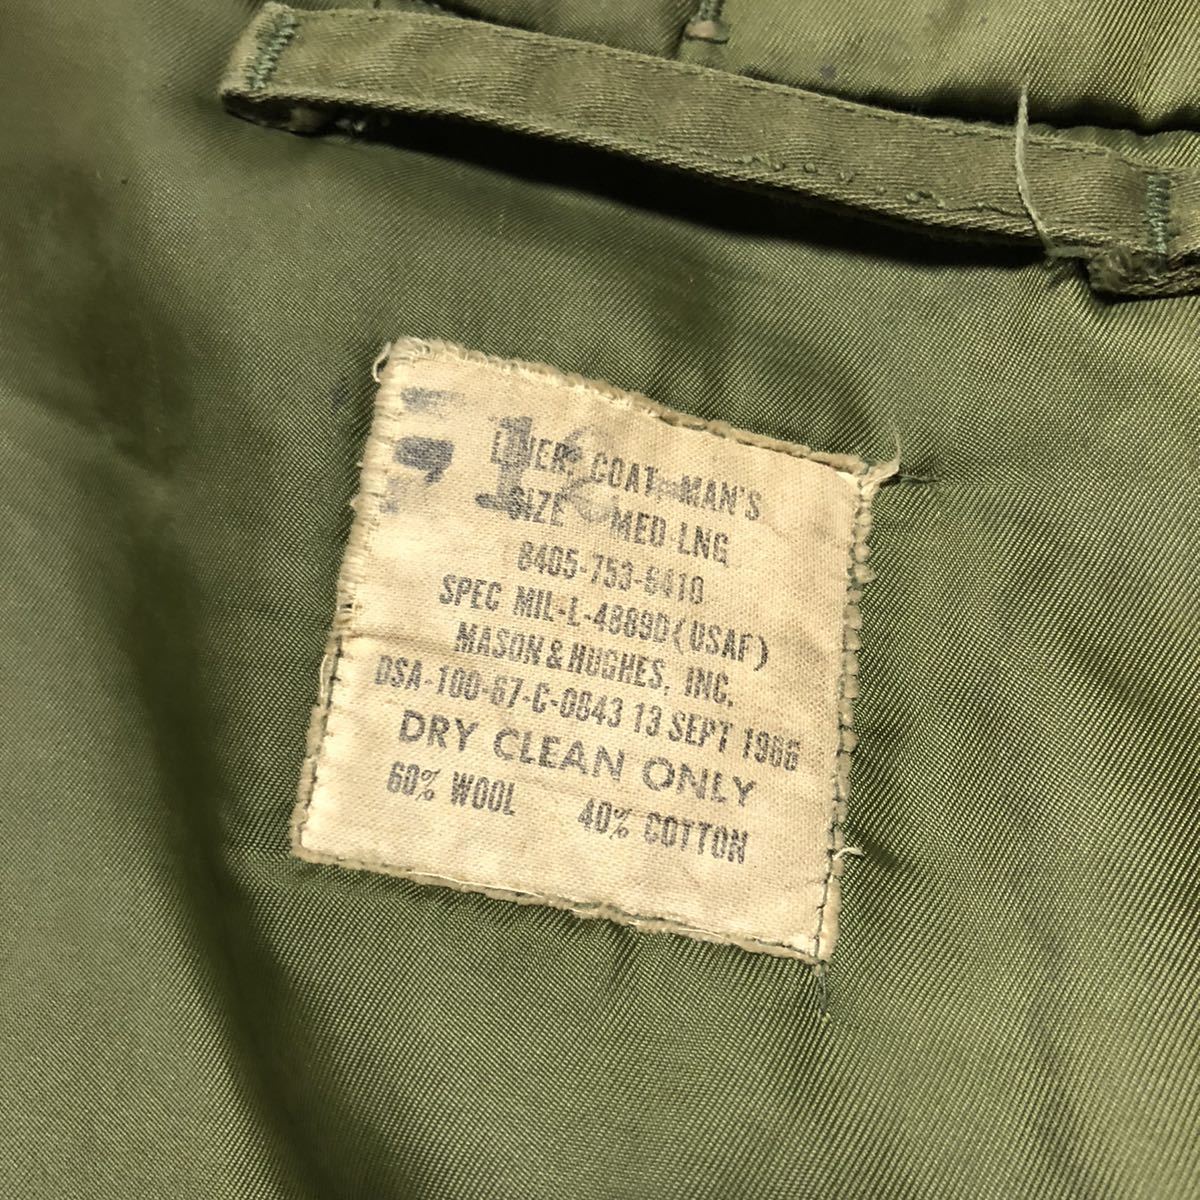 LINER, COAT, MAN'S
SIZE MED-LNG
8405-753-6410
SPEC MIL-L-4889D (USAF)
MASON & HUGHES, INC.
DSA-100-67-C-0843 13 SEPT 1966
DRY CLEAN ONLY
60% WOOL 40% COTTON